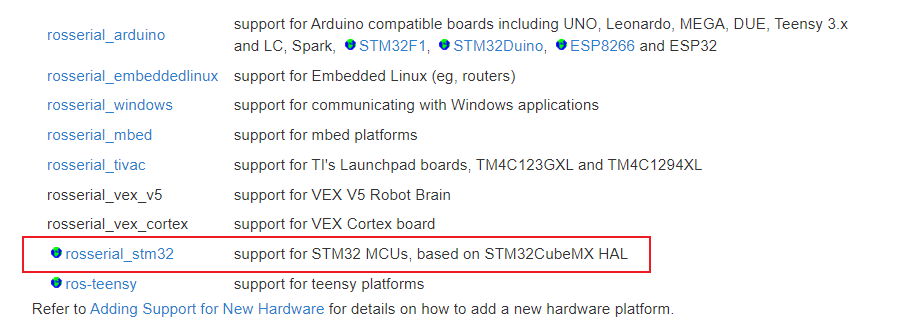 rosserial_arduino support for Arduino compatible boards including UNO, Leonardo, MEGA, DUE, Teensy 3.x
and LC, Spark, STM32F1, STM32Duino, ESP8266 and ESP32
rosserial_embeddedlinux support for Embedded Linux (eg, routers)
rosserial_windows support for communicating with Windows applications
rosserial_mbed support for mbed platforms
rosserial_tivac support for TI's Launchpad boards, TM4C123GXL and TM4C1294XL
rosserial_vex_v5 support for VEX V5 Robot Brain
rosserial_vex_cortex support for VEX Cortex board
rosserial_stm32 support for STM32 MCUs, based on STM32CubeMX HAL
ros-teensy support for teensy platforms
Refer to Adding Support for New Hardware for details on how to add a new hardware platform.